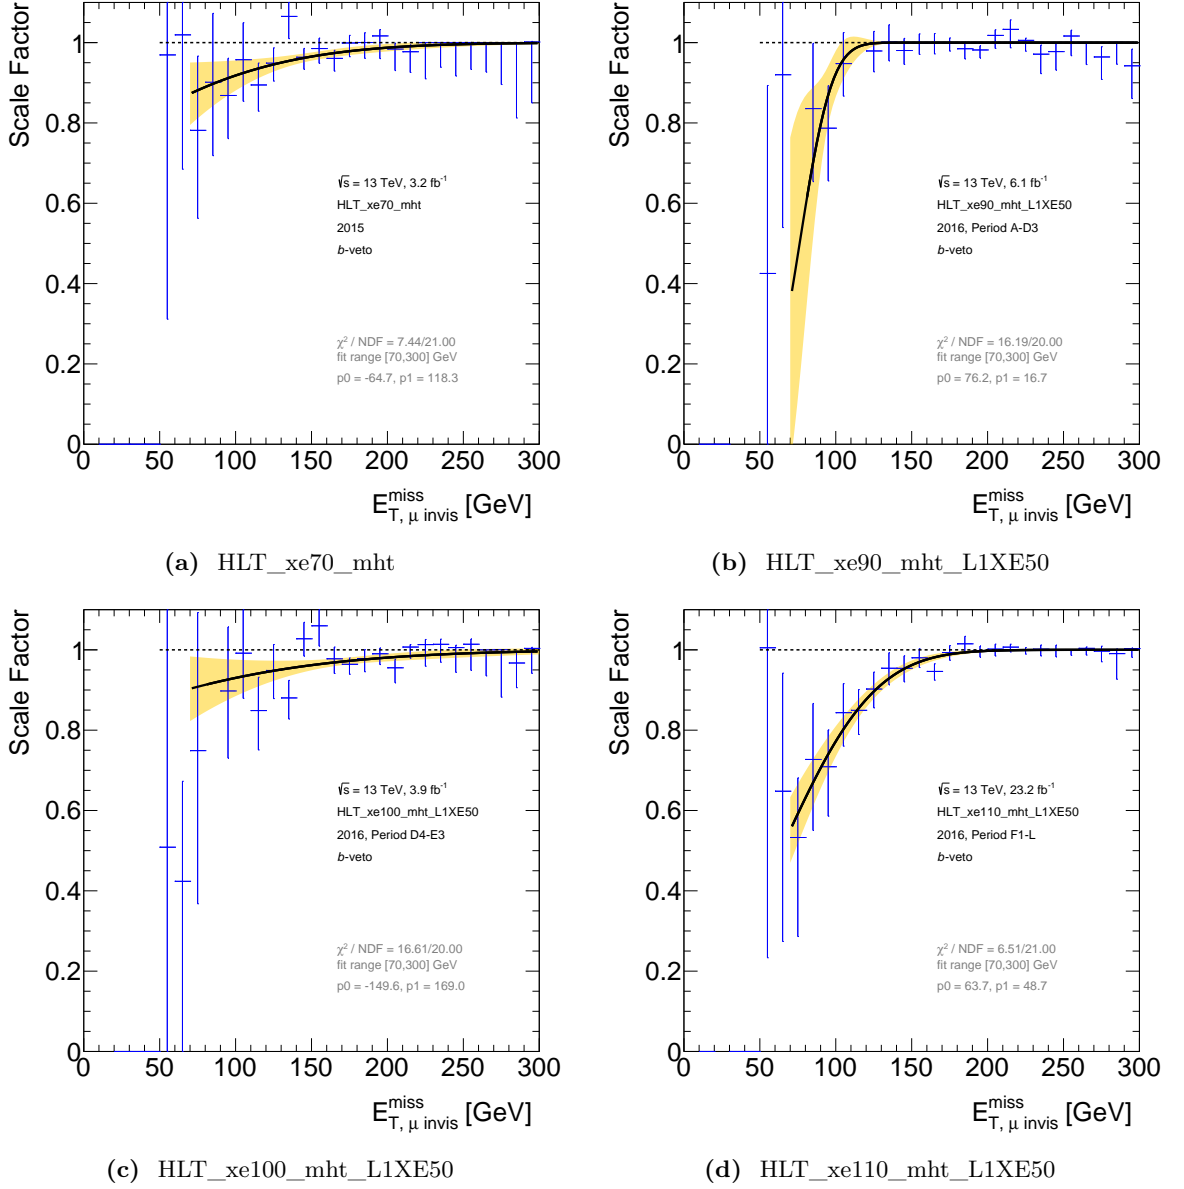 Scale Factor
1
0.8
0.6
0.4
0.2
0
√s = 13 TeV, 3.2 fb⁻¹
HLT_xe70_mht
2015
b-veto
χ² / NDF = 7.44/21.00
fit range [70,300] GeV
p0 = -64.7, p1 = 118.3
0 50 100 150 200 250 300
E_T, μ invis^miss [GeV]
(a) HLT_xe70_mht
Scale Factor
1
0.8
0.6
0.4
0.2
0
√s = 13 TeV, 6.1 fb⁻¹
HLT_xe90_mht_L1XE50
2016, Period A-D3
b-veto
χ² / NDF = 16.19/20.00
fit range [70,300] GeV
p0 = 76.2, p1 = 16.7
0 50 100 150 200 250 300
E_T, μ invis^miss [GeV]
(b) HLT_xe90_mht_L1XE50
Scale Factor
1
0.8
0.6
0.4
0.2
0
√s = 13 TeV, 3.9 fb⁻¹
HLT_xe100_mht_L1XE50
2016, Period D4-E3
b-veto
χ² / NDF = 16.61/20.00
fit range [70,300] GeV
p0 = -149.6, p1 = 169.0
0 50 100 150 200 250 300
E_T, μ invis^miss [GeV]
(c) HLT_xe100_mht_L1XE50
Scale Factor
1
0.8
0.6
0.4
0.2
0
√s = 13 TeV, 23.2 fb⁻¹
HLT_xe110_mht_L1XE50
2016, Period F1-L
b-veto
χ² / NDF = 6.51/21.00
fit range [70,300] GeV
p0 = 63.7, p1 = 48.7
0 50 100 150 200 250 300
E_T, μ invis^miss [GeV]
(d) HLT_xe110_mht_L1XE50